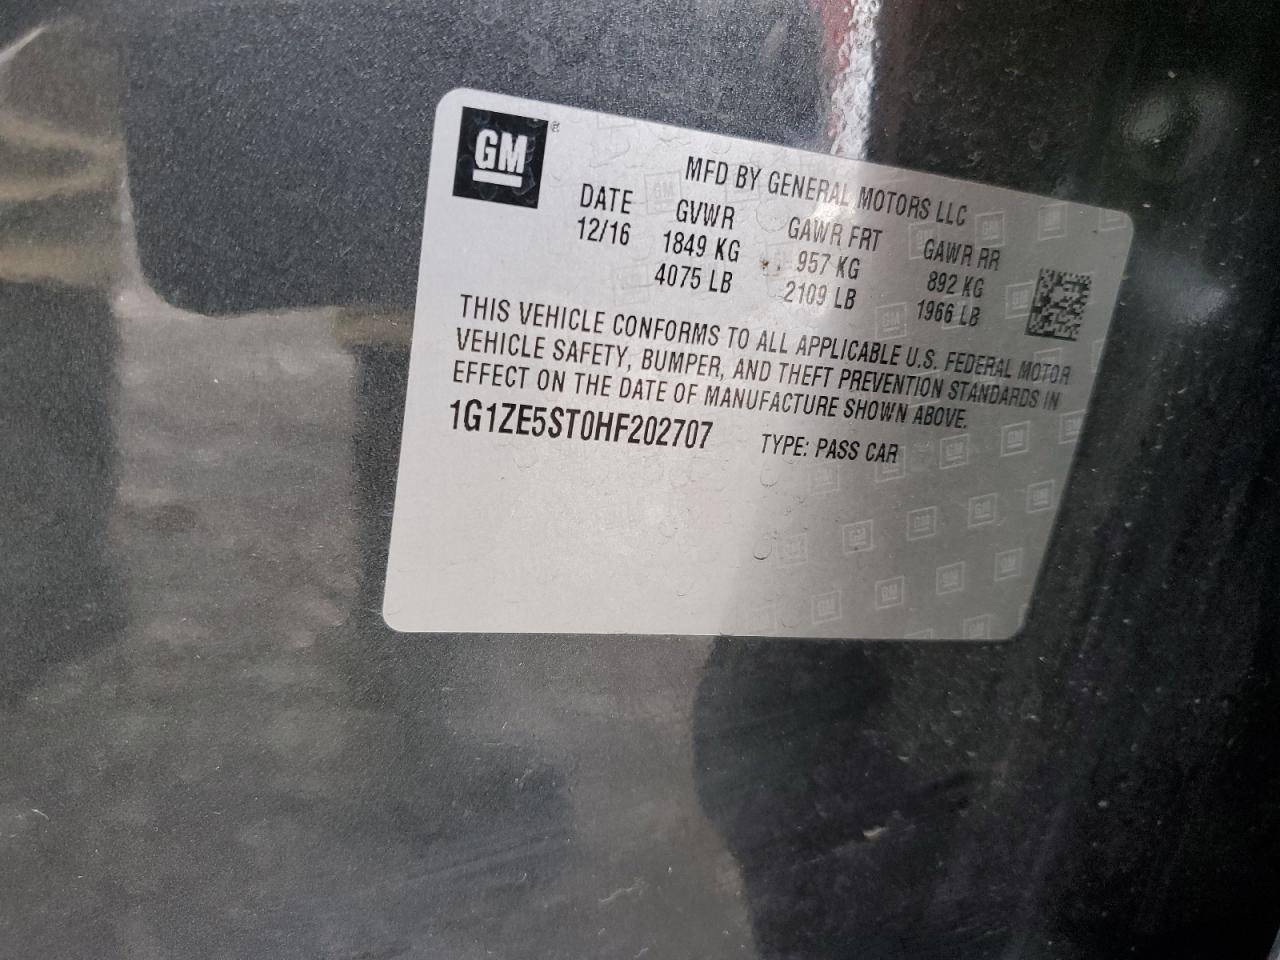 GM ®
MFD BY GENERAL MOTORS LLC
DATE GVWR GAWR FRT GAWR RR
12/16 1849 KG 957 KG 892 KG
4075 LB 2109 LB 1966 LB
THIS VEHICLE CONFORMS TO ALL APPLICABLE U.S. FEDERAL MOTOR
VEHICLE SAFETY, BUMPER, AND THEFT PREVENTION STANDARDS IN
EFFECT ON THE DATE OF MANUFACTURE SHOWN ABOVE.
1G1ZE5ST0HF202707 TYPE: PASS CAR